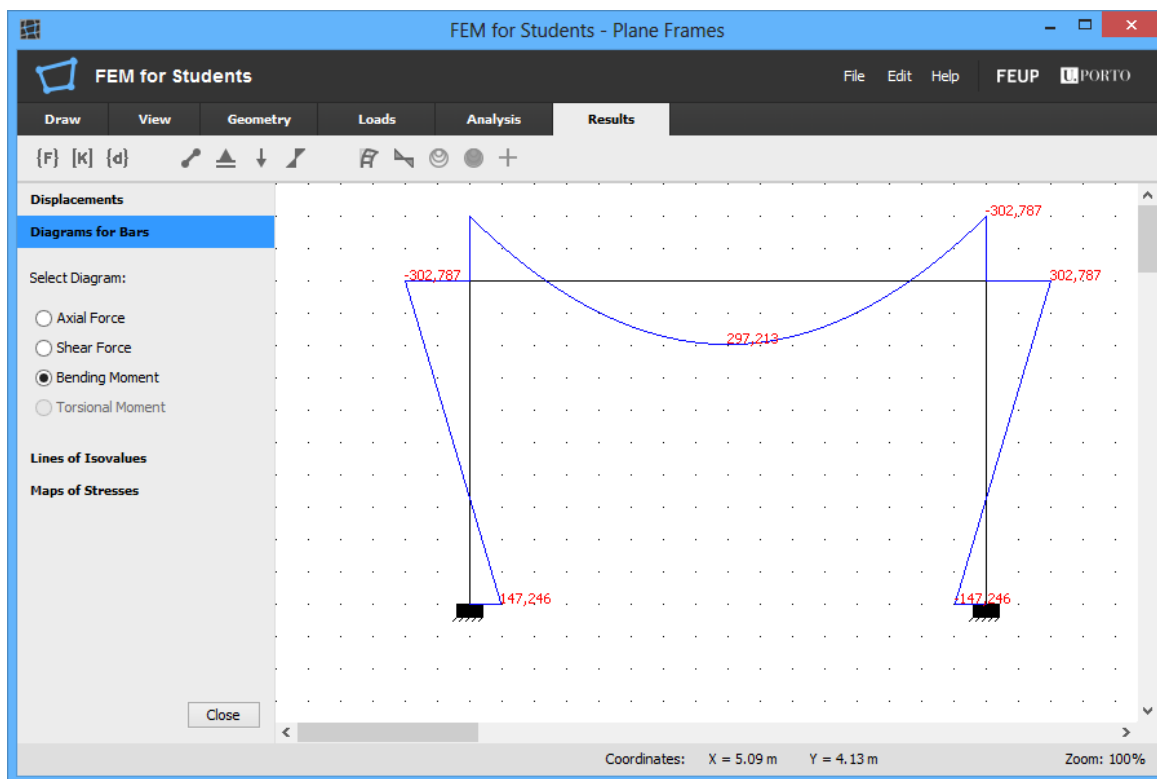 FEM for Students - Plane Frames
FEM for Students
File Edit Help FEUP U.PORTO
Draw View Geometry Loads Analysis Results
{F} [K] {d}
Displacements
Diagrams for Bars
Select Diagram:
Axial Force
Shear Force
Bending Moment
Torsional Moment
Lines of Isovalues
Maps of Stresses
Close
-302,787
-302,787
302,787
297,213
147,246
-147,246
Coordinates: X = 5.09 m Y = 4.13 m Zoom: 100%